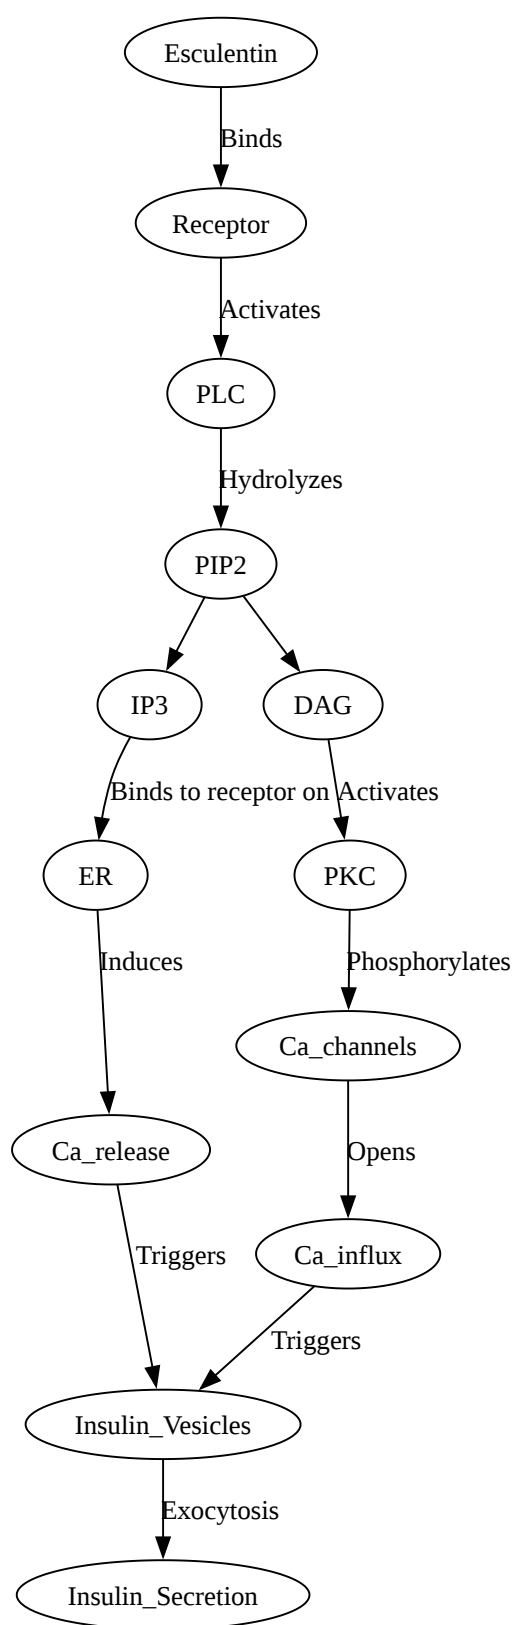 Esculentin
Binds
Receptor
Activates
PLC
Hydrolyzes
PIP2
IP3
DAG
Binds to receptor on
Activates
ER
PKC
Induces
Phosphorylates
Ca_channels
Ca_release
Opens
Triggers
Ca_influx
Triggers
Insulin_Vesicles
Exocytosis
Insulin_Secretion